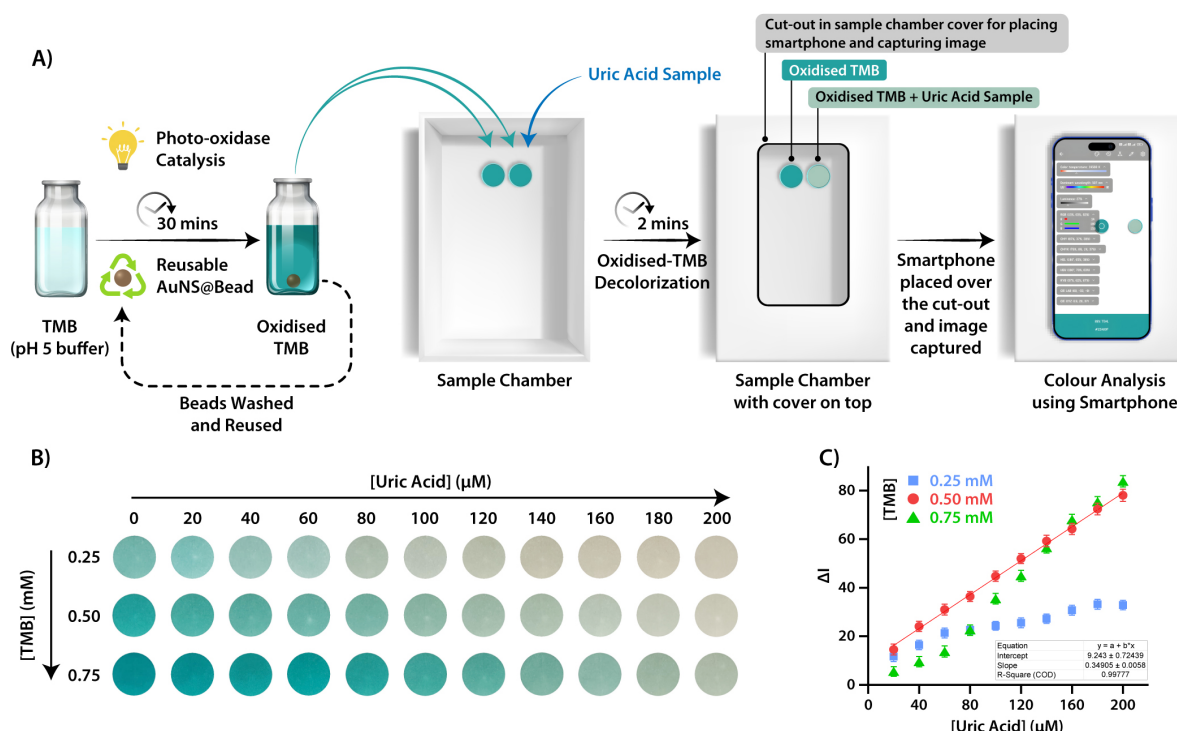 A)
Photo-oxidase
Catalysis
30 mins
Reusable
AuNS@Bead
TMB
(pH 5 buffer)
Oxidised
TMB
Beads Washed
and Reused
Uric Acid Sample
Sample Chamber
2 mins
Oxidised-TMB
Decolorization
Cut-out in sample chamber cover for placing
smartphone and capturing image
Oxidised TMB
Oxidised TMB + Uric Acid Sample
Sample Chamber
with cover on top
Smartphone
placed over
the cut-out
and image
captured
Colour Analysis
using Smartphone
B)
[Uric Acid] (μM)
0 20 40 60 80 100 120 140 160 180 200
[TMB] (mM)
0.25
0.50
0.75
C)
[TMB]
0.25 mM
0.50 mM
0.75 mM
ΔI
80
60
40
20
0
Equation y = a + b*x
Intercept 9.243 ± 0.72439
Slope 0.34905 ± 0.0058
R-Square (COD) 0.99777
0 40 80 120 160 200
[Uric Acid] (μM)